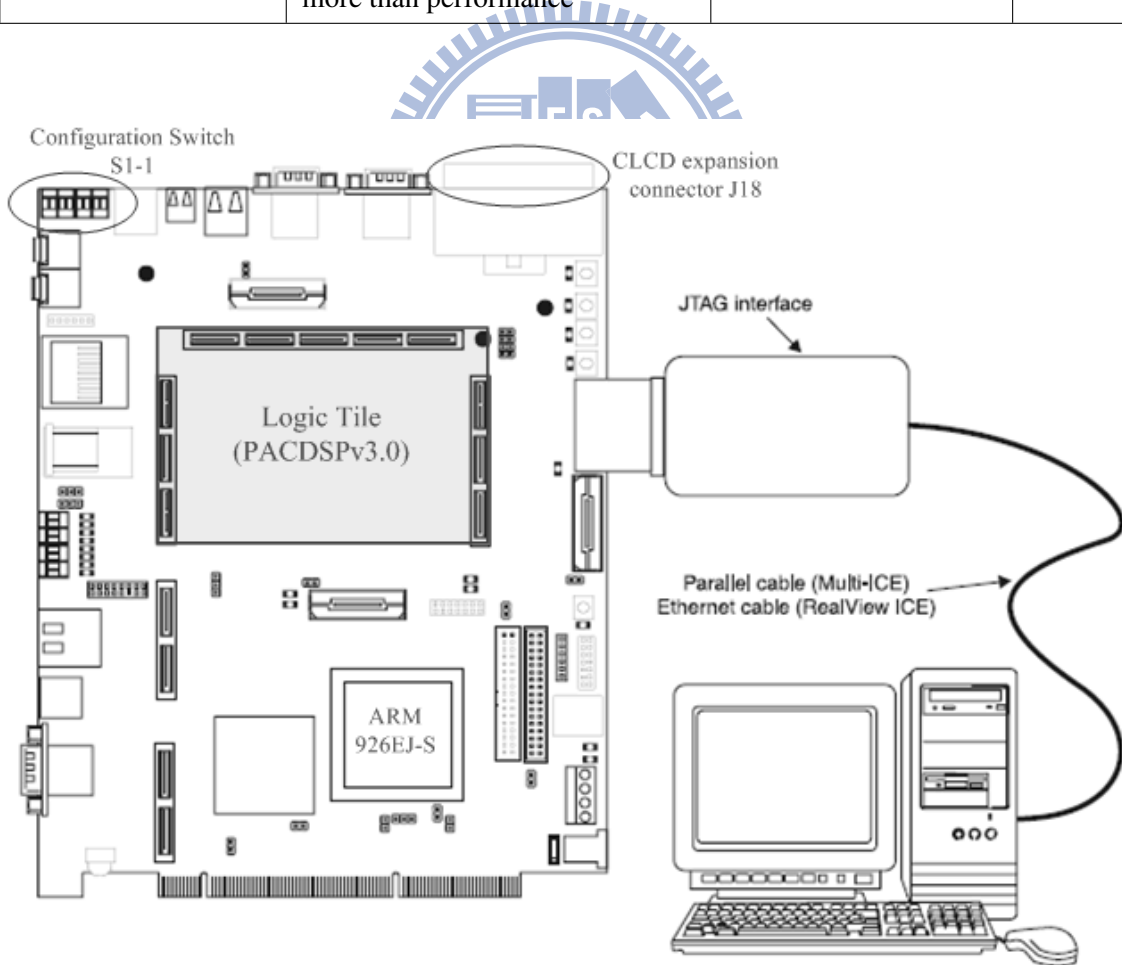 more than performance
ES
Configuration Switch
S1-1
CLCD expansion
connector J18
JTAG interface
Logic Tile
(PACDSPv3.0)
Parallel cable (Multi-ICE)
Ethernet cable (RealView ICE)
ARM
926EJ-S